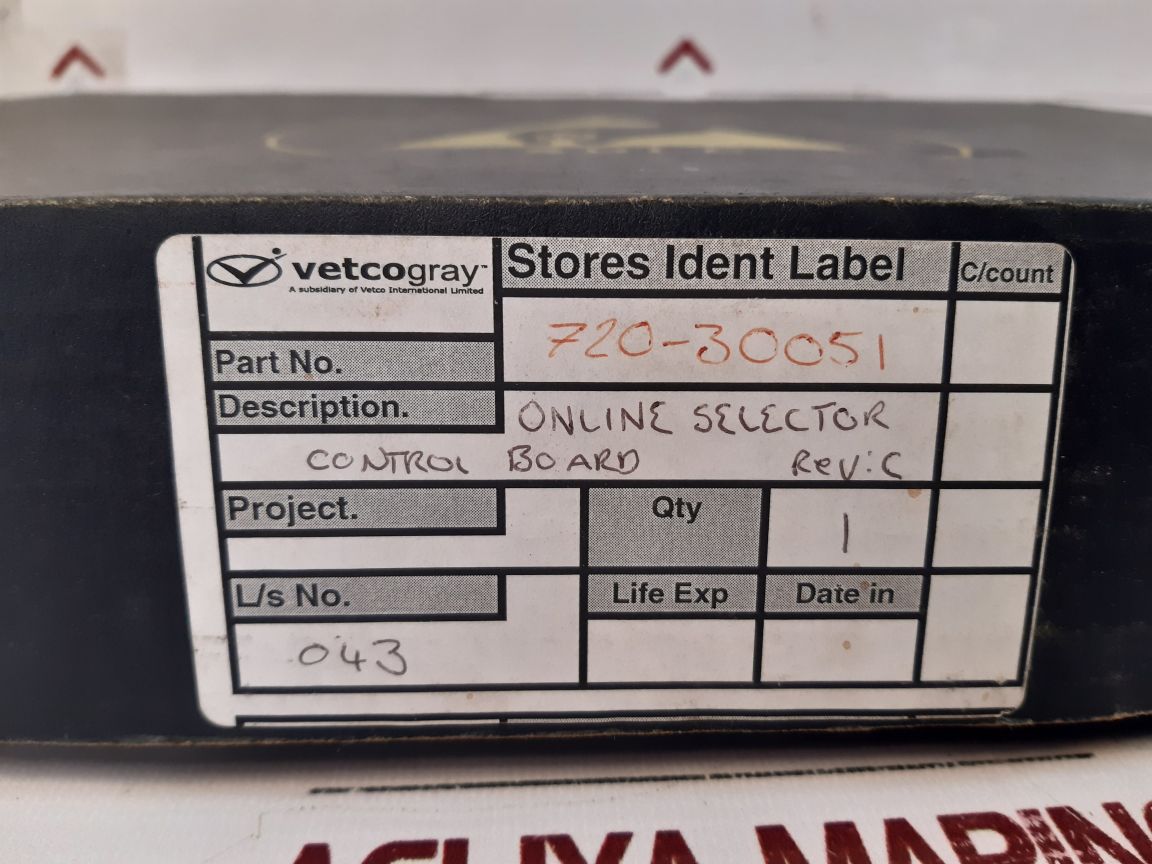 vetcogray™ Stores Ident Label C/count
A subsidiary of Vetco International Limited
Part No. 720-30051
Description. ONLINE SELECTOR
CONTROL BOARD Rev:C
Project. Qty 1
L/s No. Life Exp Date in
043